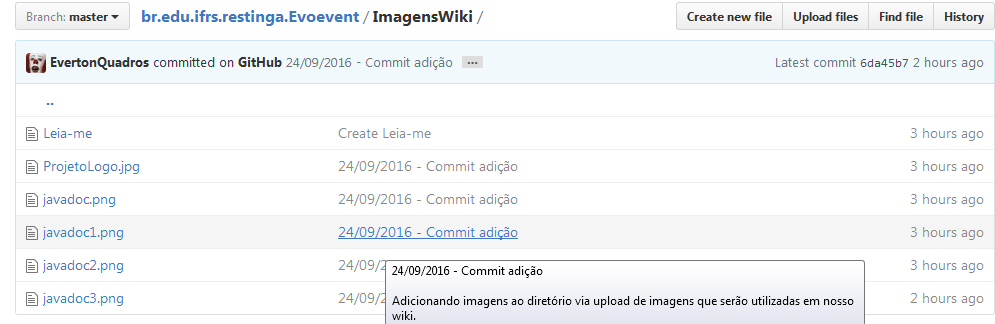 Branch: master br.edu.ifrs.restinga.Evoevent / ImagensWiki / Create new file Upload files Find file History
EvertonQuadros committed on GitHub 24/09/2016 - Commit adição ... Latest commit 6da45b7 2 hours ago
..
Leia-me Create Leia-me 3 hours ago
ProjetoLogo.jpg 24/09/2016 - Commit adição 3 hours ago
javadoc.png 24/09/2016 - Commit adição 3 hours ago
javadoc1.png 24/09/2016 - Commit adição 3 hours ago
javadoc2.png 24/09 3 hours ago
javadoc3.png 24/09 2 hours ago
24/09/2016 - Commit adição
Adicionando imagens ao diretório via upload de imagens que serão utilizadas em nosso
wiki.